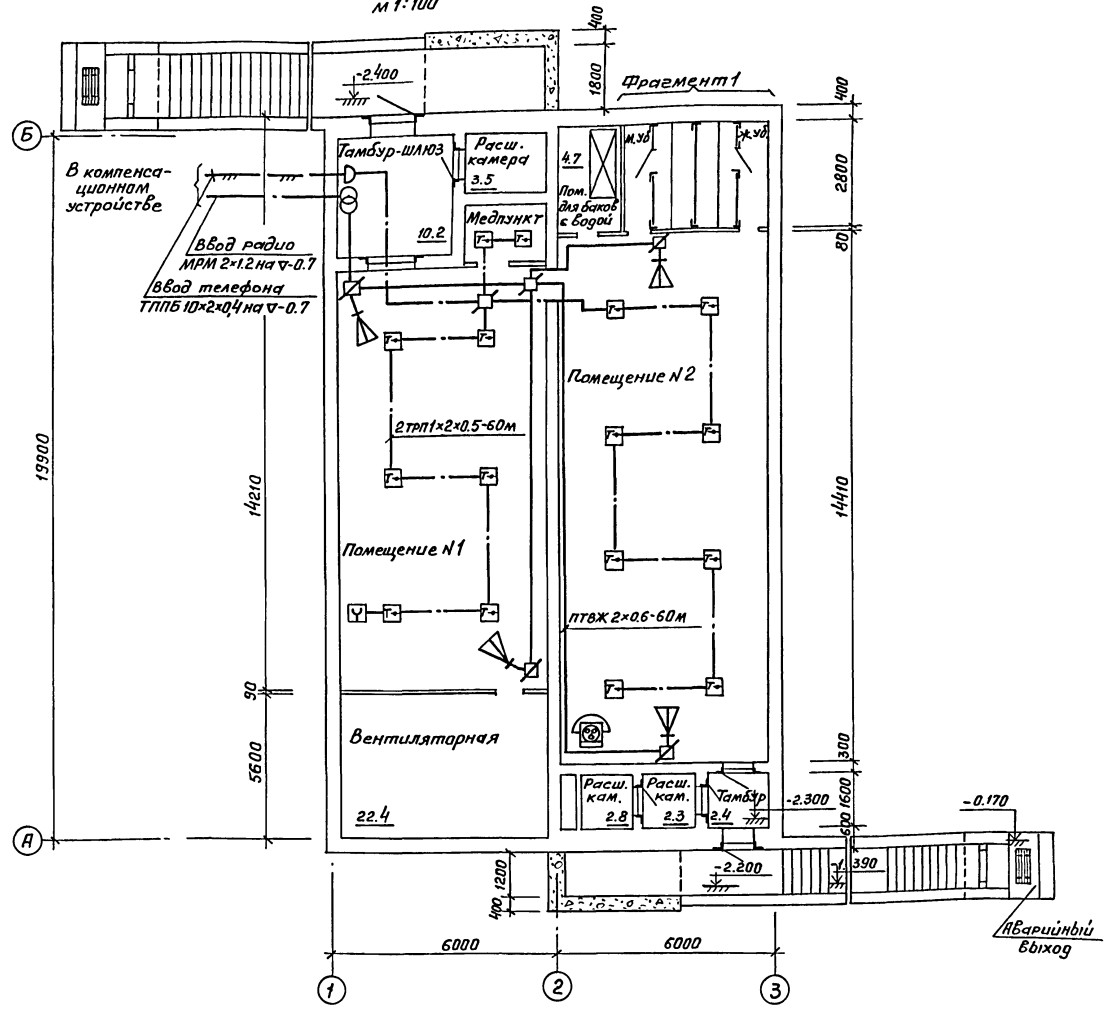 М 1:100
400
1800
Фрагмент 1
400
-2.400
Б
Тамбур-шлюз
Расш.
камера
3.5
4.7
Пом.
для баков
с водой
М.Уб
Ж.Уб
2800
80
В компенса-
ционном
устройстве
Медпункт
10.2
Ввод радио
МРМ 2×1.2 на ▽-0.7
Ввод телефона
ТППБ 10×2×0,4 на ▽-0.7
Т
Т
Т
Т
Т
Т
Помещение N2
2ТРП1×2×0.5-60м
Т
Т
Т
Т
19900
14210
14410
Помещение N1
Т
Т
У
Т
Т
ПТВЖ 2×0.6-60м
Т
Т
90
Вентиляторная
5600
300
22.4
Расш.
кам.
2.8
Расш.
кам.
2.3
Тамбур
2.4
-2.300
1600
600
-0.170
А
-2.200
-1.390
1200
400
Аварийный
выход
6000
6000
1
2
3